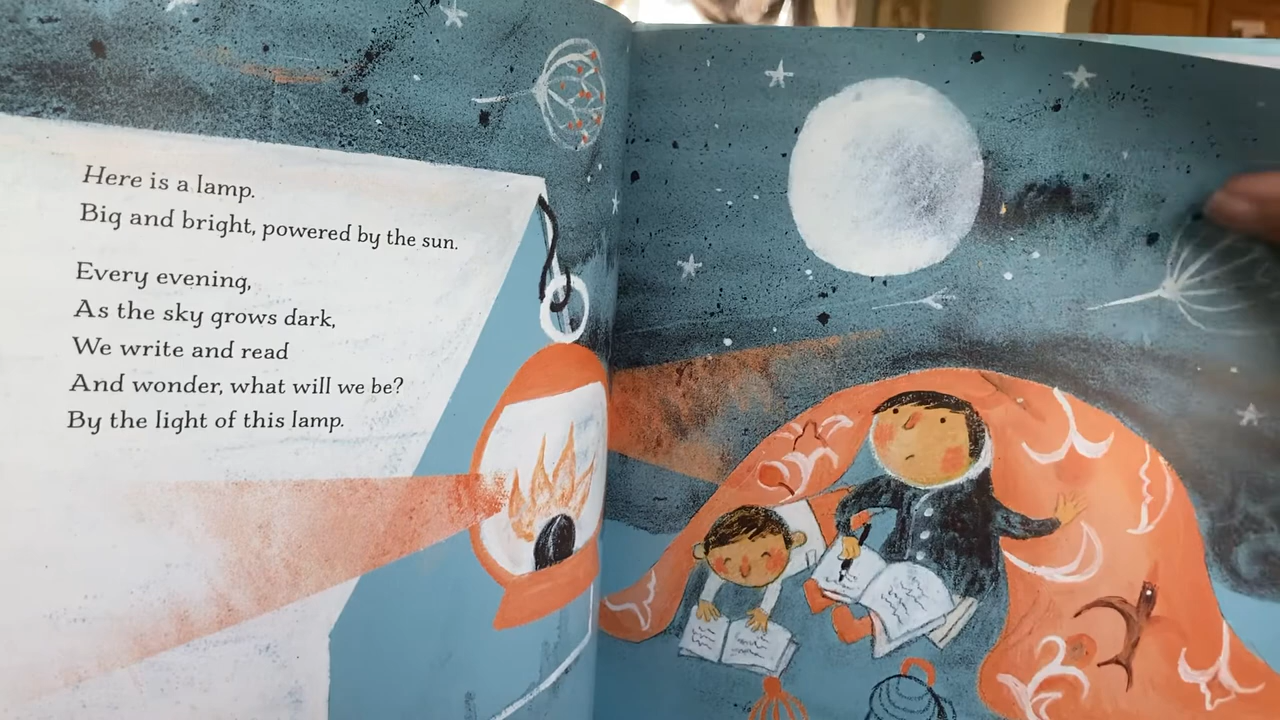 Here is a lamp.
Big and bright, powered by the sun.
Every evening,
As the sky grows dark,
We write and read
And wonder, what will we be?
By the light of this lamp.